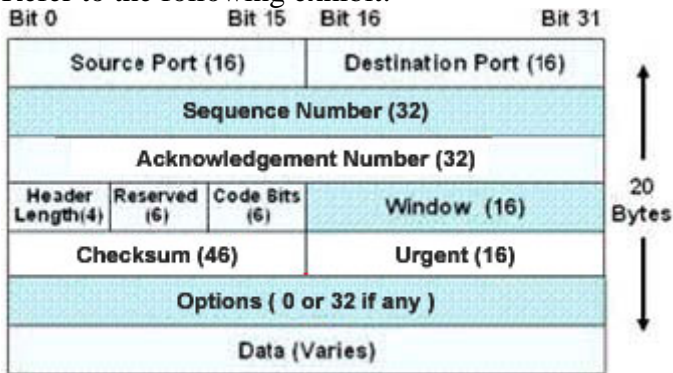 Refer to the following exhibit.
Bit 0 Bit 15 Bit 16 Bit 31
Source Port (16) Destination Port (16)
Sequence Number (32)
Acknowledgement Number (32)
Header Length(4) Reserved (6) Code Bits (6) Window (16)
20 Bytes
Checksum (46) Urgent (16)
Options ( 0 or 32 if any )
Data (Varies)